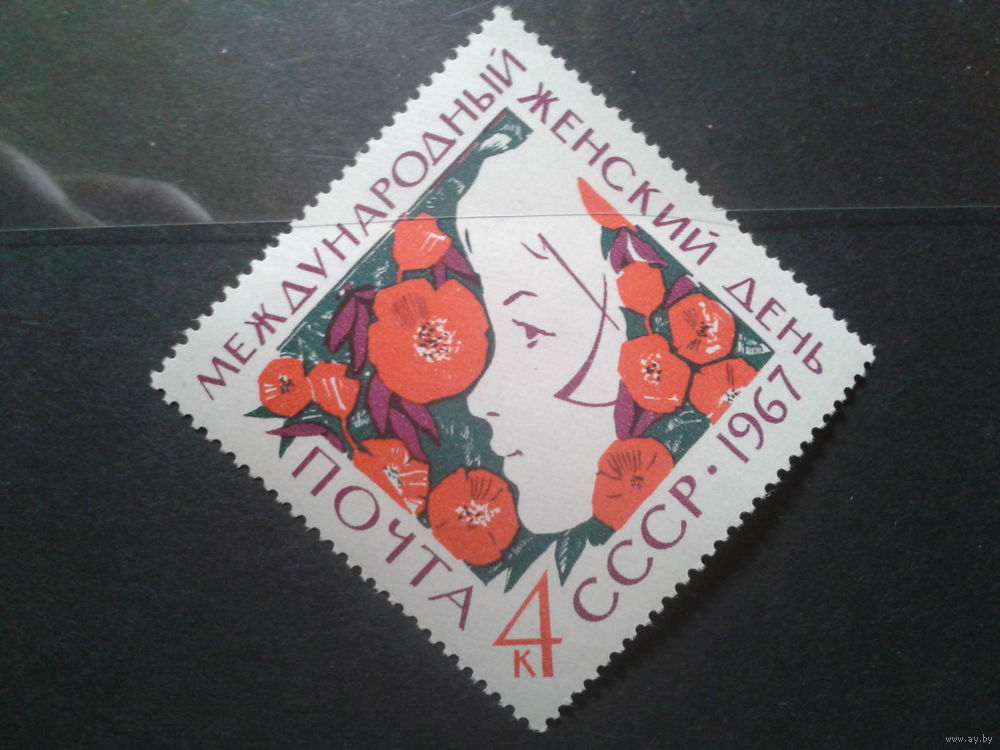 МЕЖДУНАРОДНЫЙ
ЖЕНСКИЙ ДЕНЬ
ПОЧТА
СССР · 1967
4
к
www.ay.by